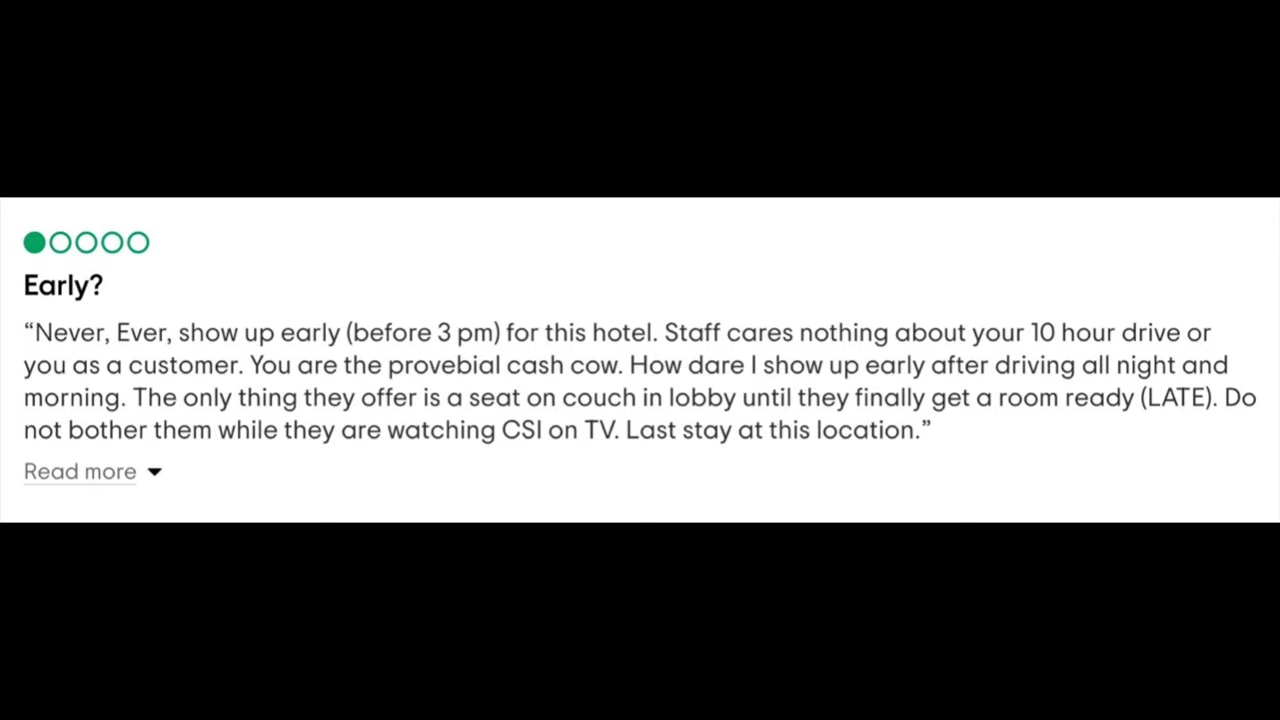 Early?
“Never, Ever, show up early (before 3 pm) for this hotel. Staff cares nothing about your 10 hour drive or
you as a customer. You are the provebial cash cow. How dare I show up early after driving all night and
morning. The only thing they offer is a seat on couch in lobby until they finally get a room ready (LATE). Do
not bother them while they are watching CSI on TV. Last stay at this location.”
Read more